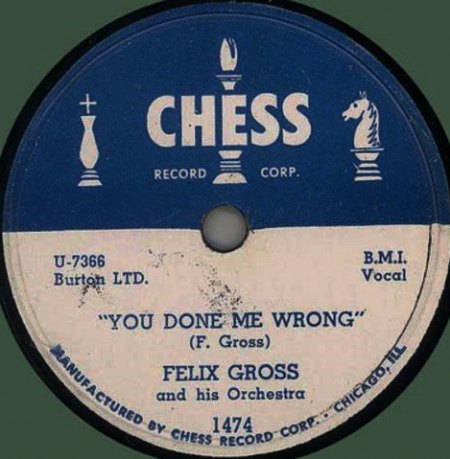 CHESS
RECORD CORP.
U-7366
Burton LTD.
B.M.I.
Vocal
"YOU DONE ME WRONG"
(F. Gross)
FELIX GROSS
and his Orchestra
1474
MANUFACTURED BY CHESS RECORD CORP. · CHICAGO, ILL